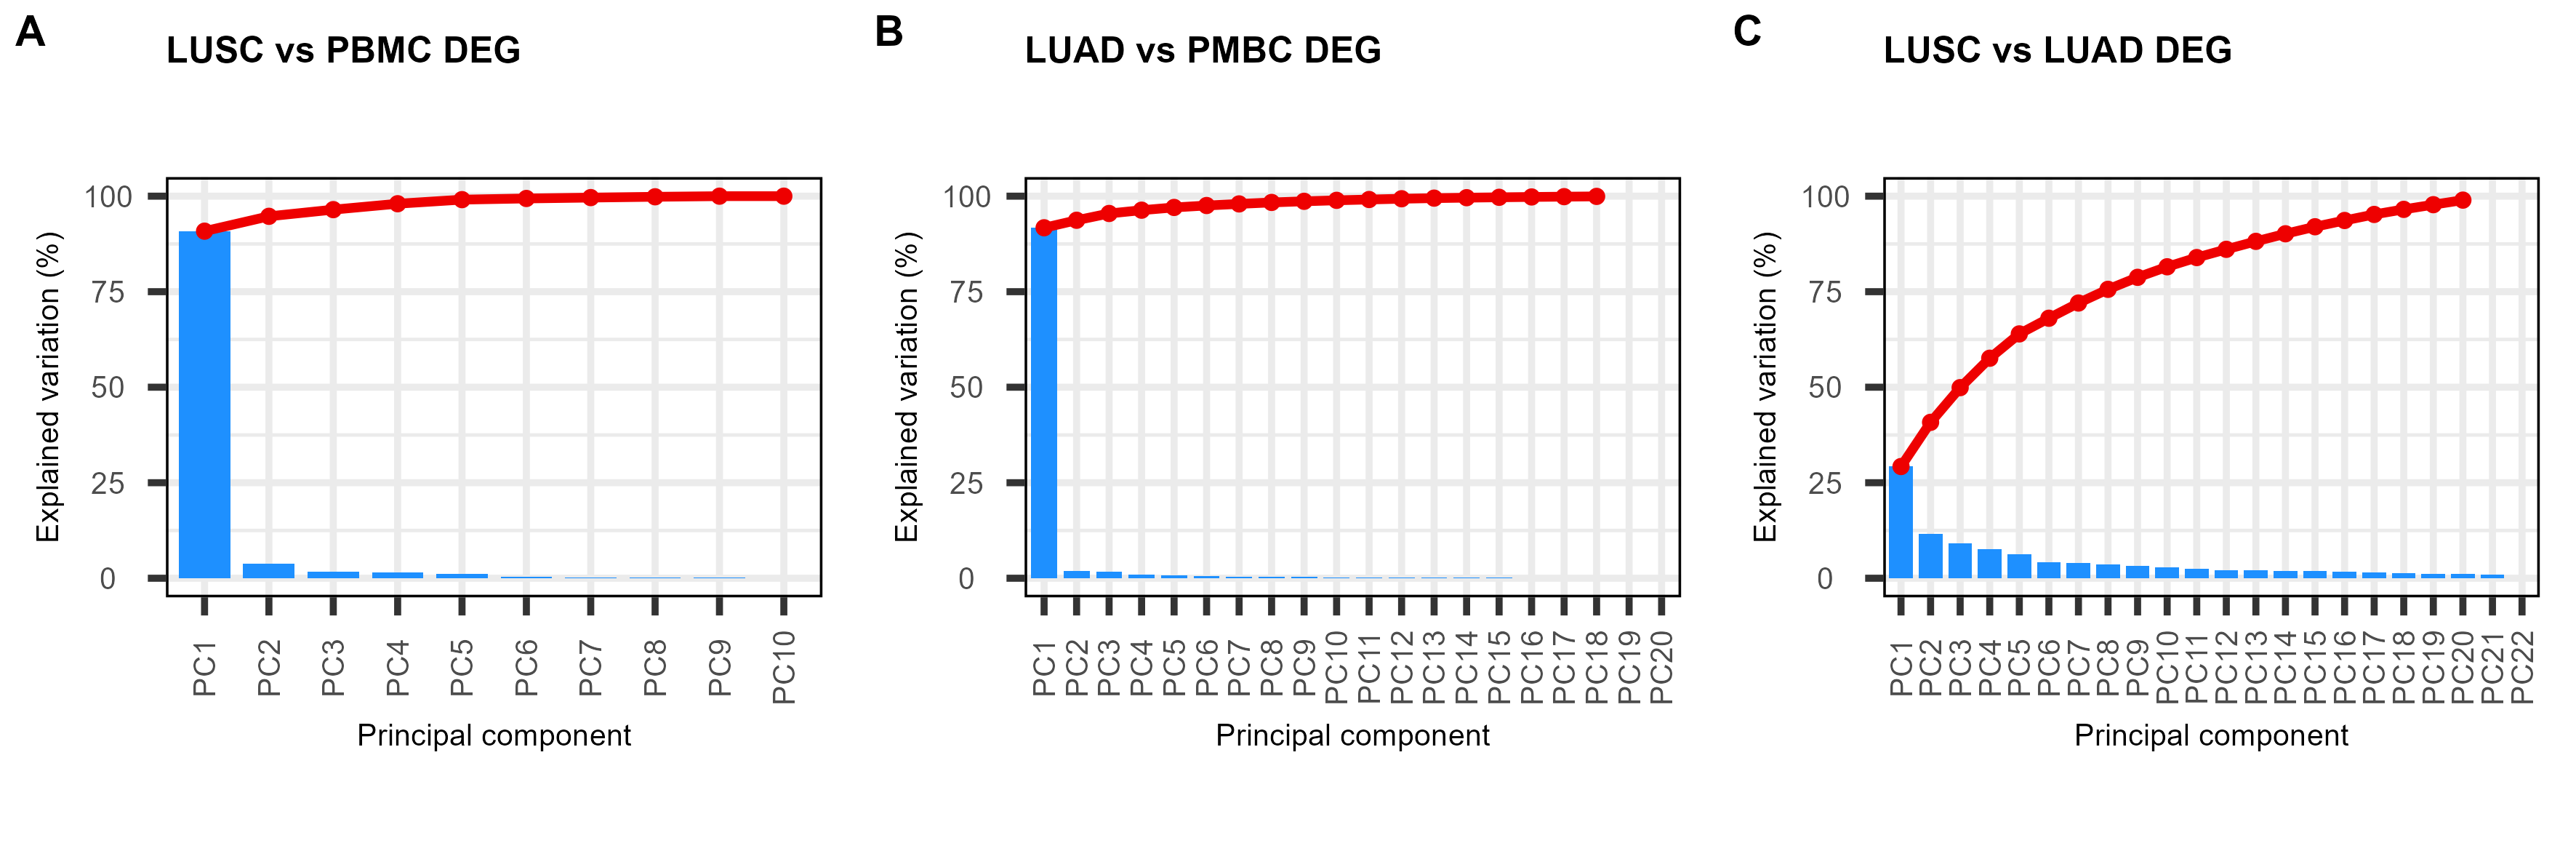 A
LUSC vs PBMC DEG
Explained variation (%)
100
75
50
25
0
PC1
PC2
PC3
PC4
PC5
PC6
PC7
PC8
PC9
PC10
Principal component
B
LUAD vs PMBC DEG
Explained variation (%)
100
75
50
25
0
PC1
PC2
PC3
PC4
PC5
PC6
PC7
PC8
PC9
PC10
PC11
PC12
PC13
PC14
PC15
PC16
PC17
PC18
PC19
PC20
Principal component
C
LUSC vs LUAD DEG
Explained variation (%)
100
75
50
25
0
PC1
PC2
PC3
PC4
PC5
PC6
PC7
PC8
PC9
PC10
PC11
PC12
PC13
PC14
PC15
PC16
PC17
PC18
PC19
PC20
PC21
PC22
Principal component